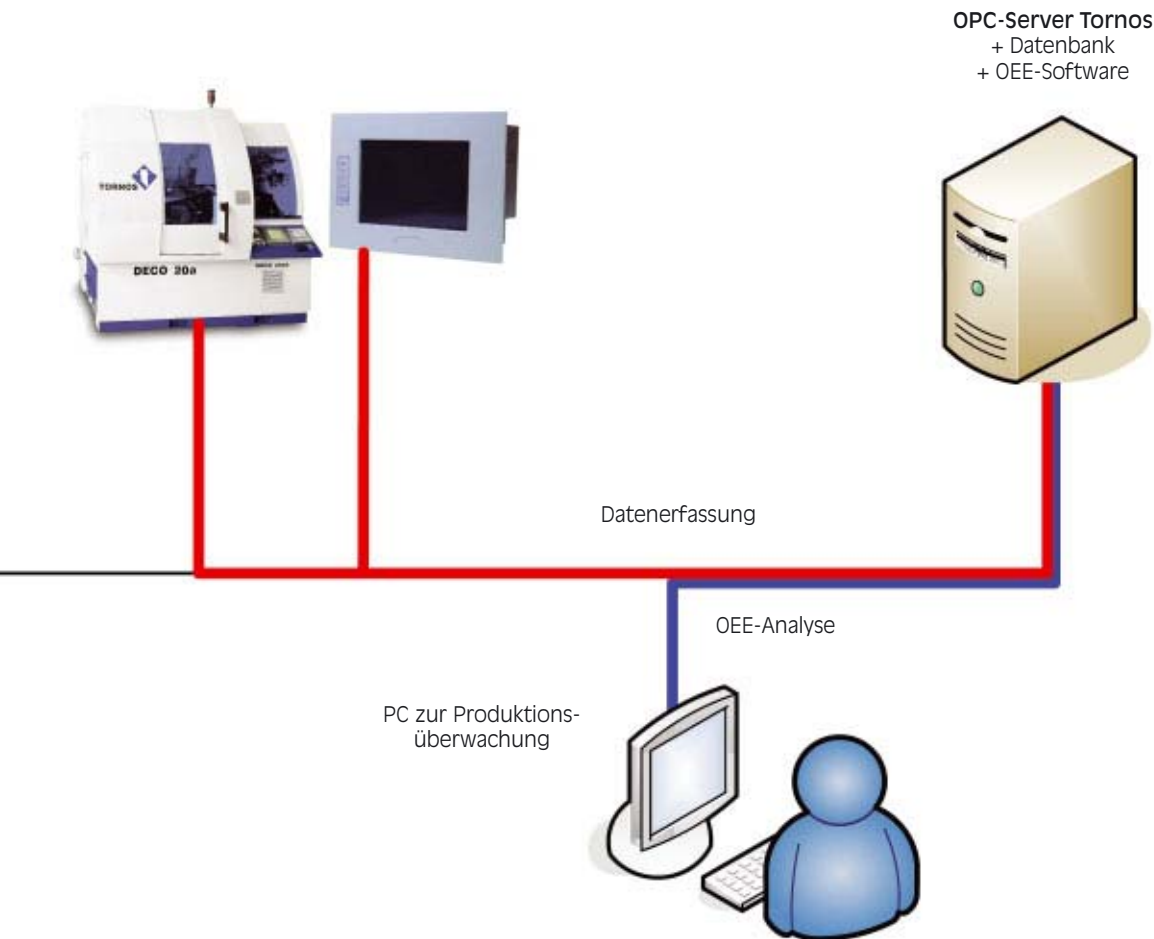 OPC-Server Tornos
+ Datenbank
+ OEE-Software
TORNOS
DECO 20a
Datenerfassung
OEE-Analyse
PC zur Produktions-
überwachung